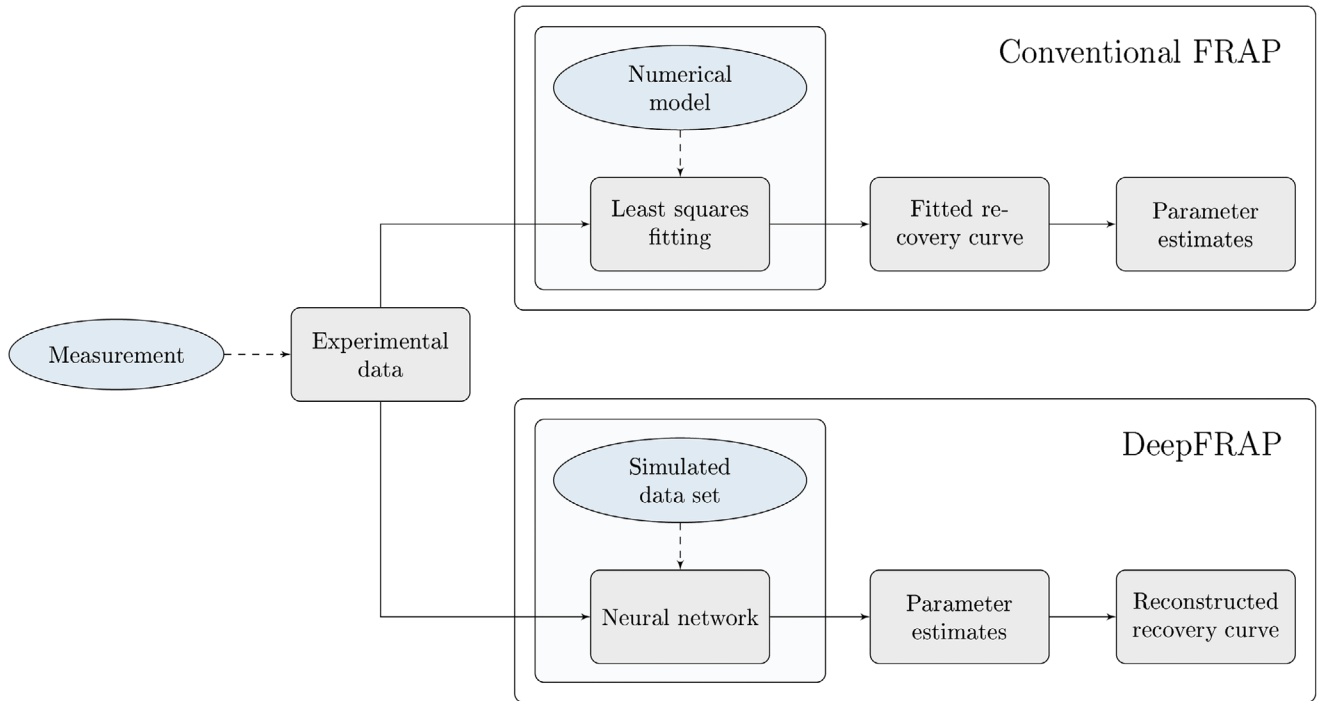 Conventional FRAP
Numerical
model
Least squares
fitting
Fitted re-
covery curve
Parameter
estimates
Measurement
Experimental
data
DeepFRAP
Simulated
data set
Neural network
Parameter
estimates
Reconstructed
recovery curve